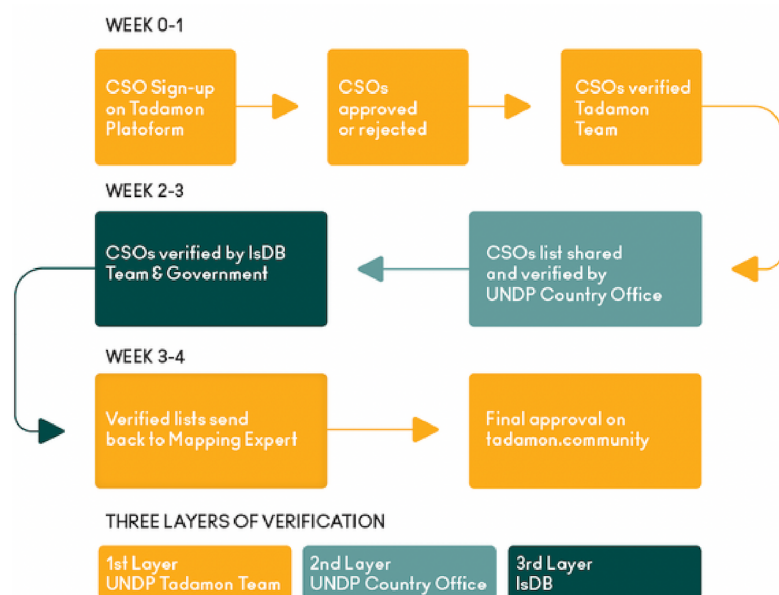 WEEK 0-1
CSO Sign-up
on Tadamon
Platoform
CSOs
approved
or rejected
CSOs verified
Tadamon
Team
WEEK 2-3
CSOs verified by IsDB
Team & Government
CSOs list shared
and verified by
UNDP Country Office
WEEK 3-4
Verified lists send
back to Mapping Expert
Final approval on
tadamon.community
THREE LAYERS OF VERIFICATION
1st Layer
UNDP Tadamon Team
2nd Layer
UNDP Country Office
3rd Layer
IsDB